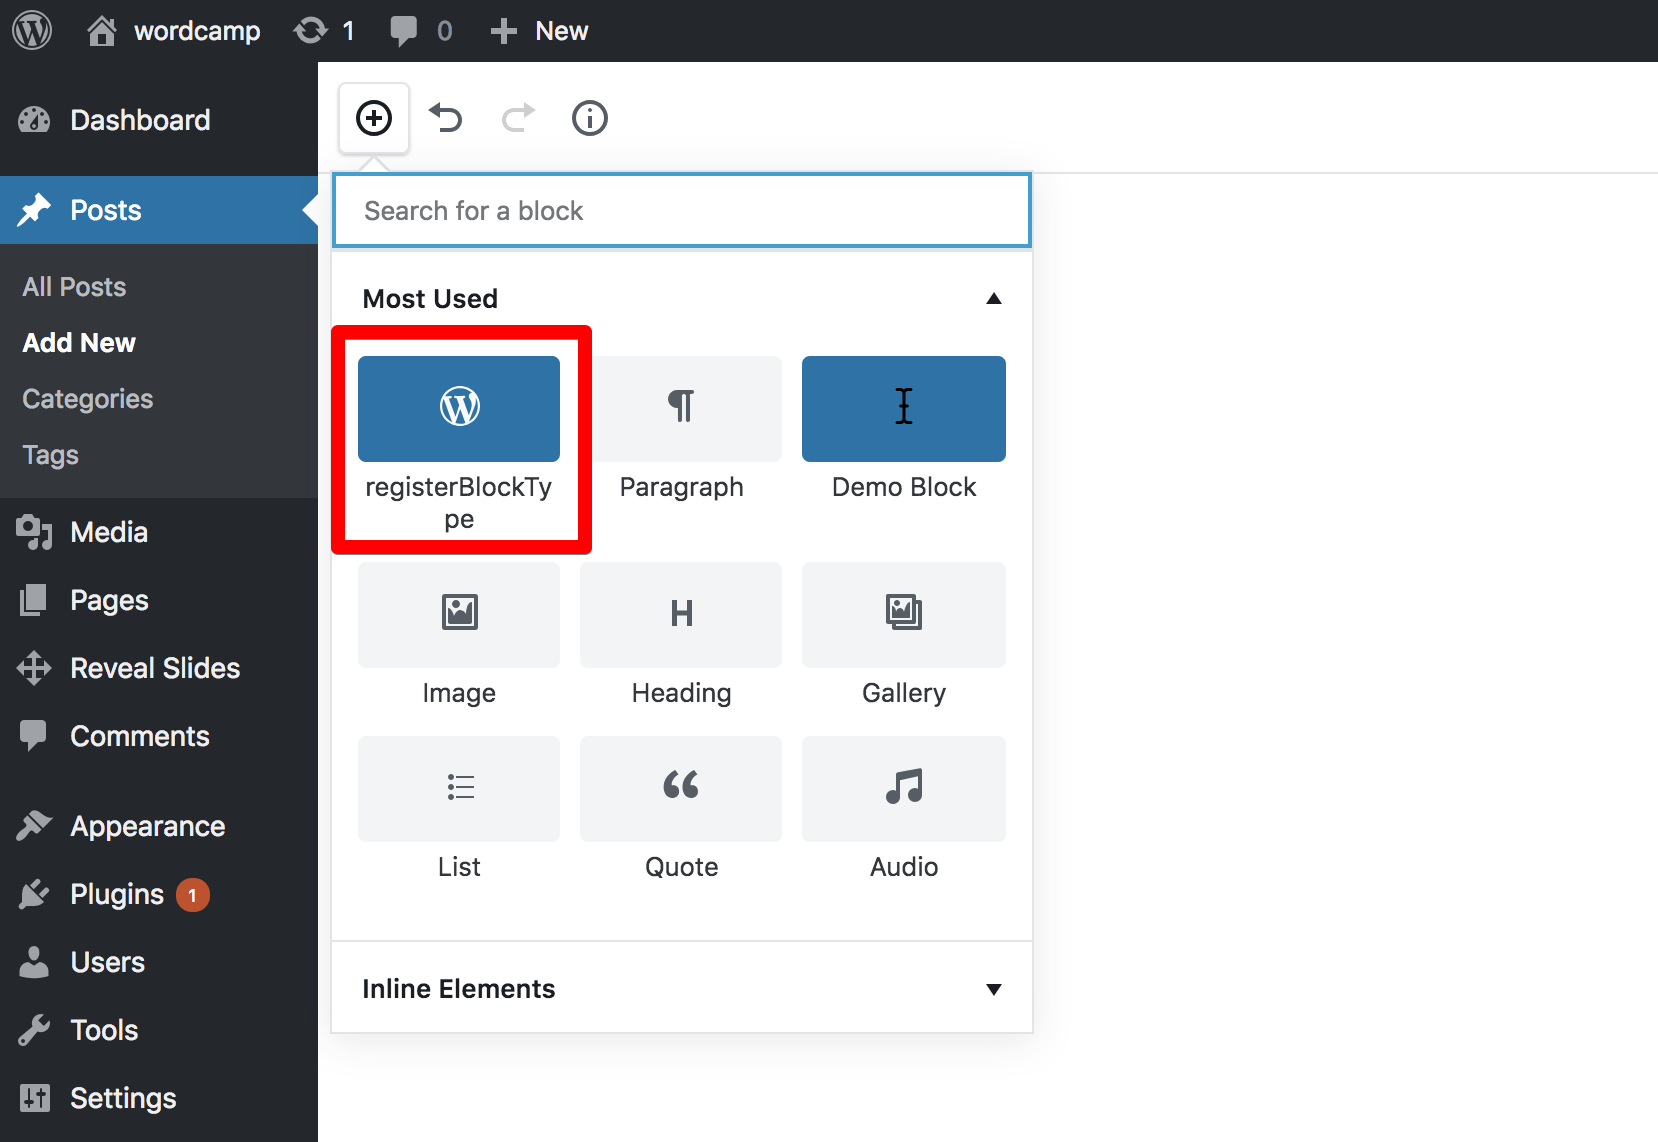 wordcamp 1 0 New
Dashboard
Posts
All Posts
Add New
Categories
Tags
Media
Pages
Reveal Slides
Comments
Appearance
Plugins 1
Users
Tools
Settings
Search for a block
Most Used
registerBlockTy
pe
Paragraph
Demo Block
Image
Heading
Gallery
List
Quote
Audio
Inline Elements